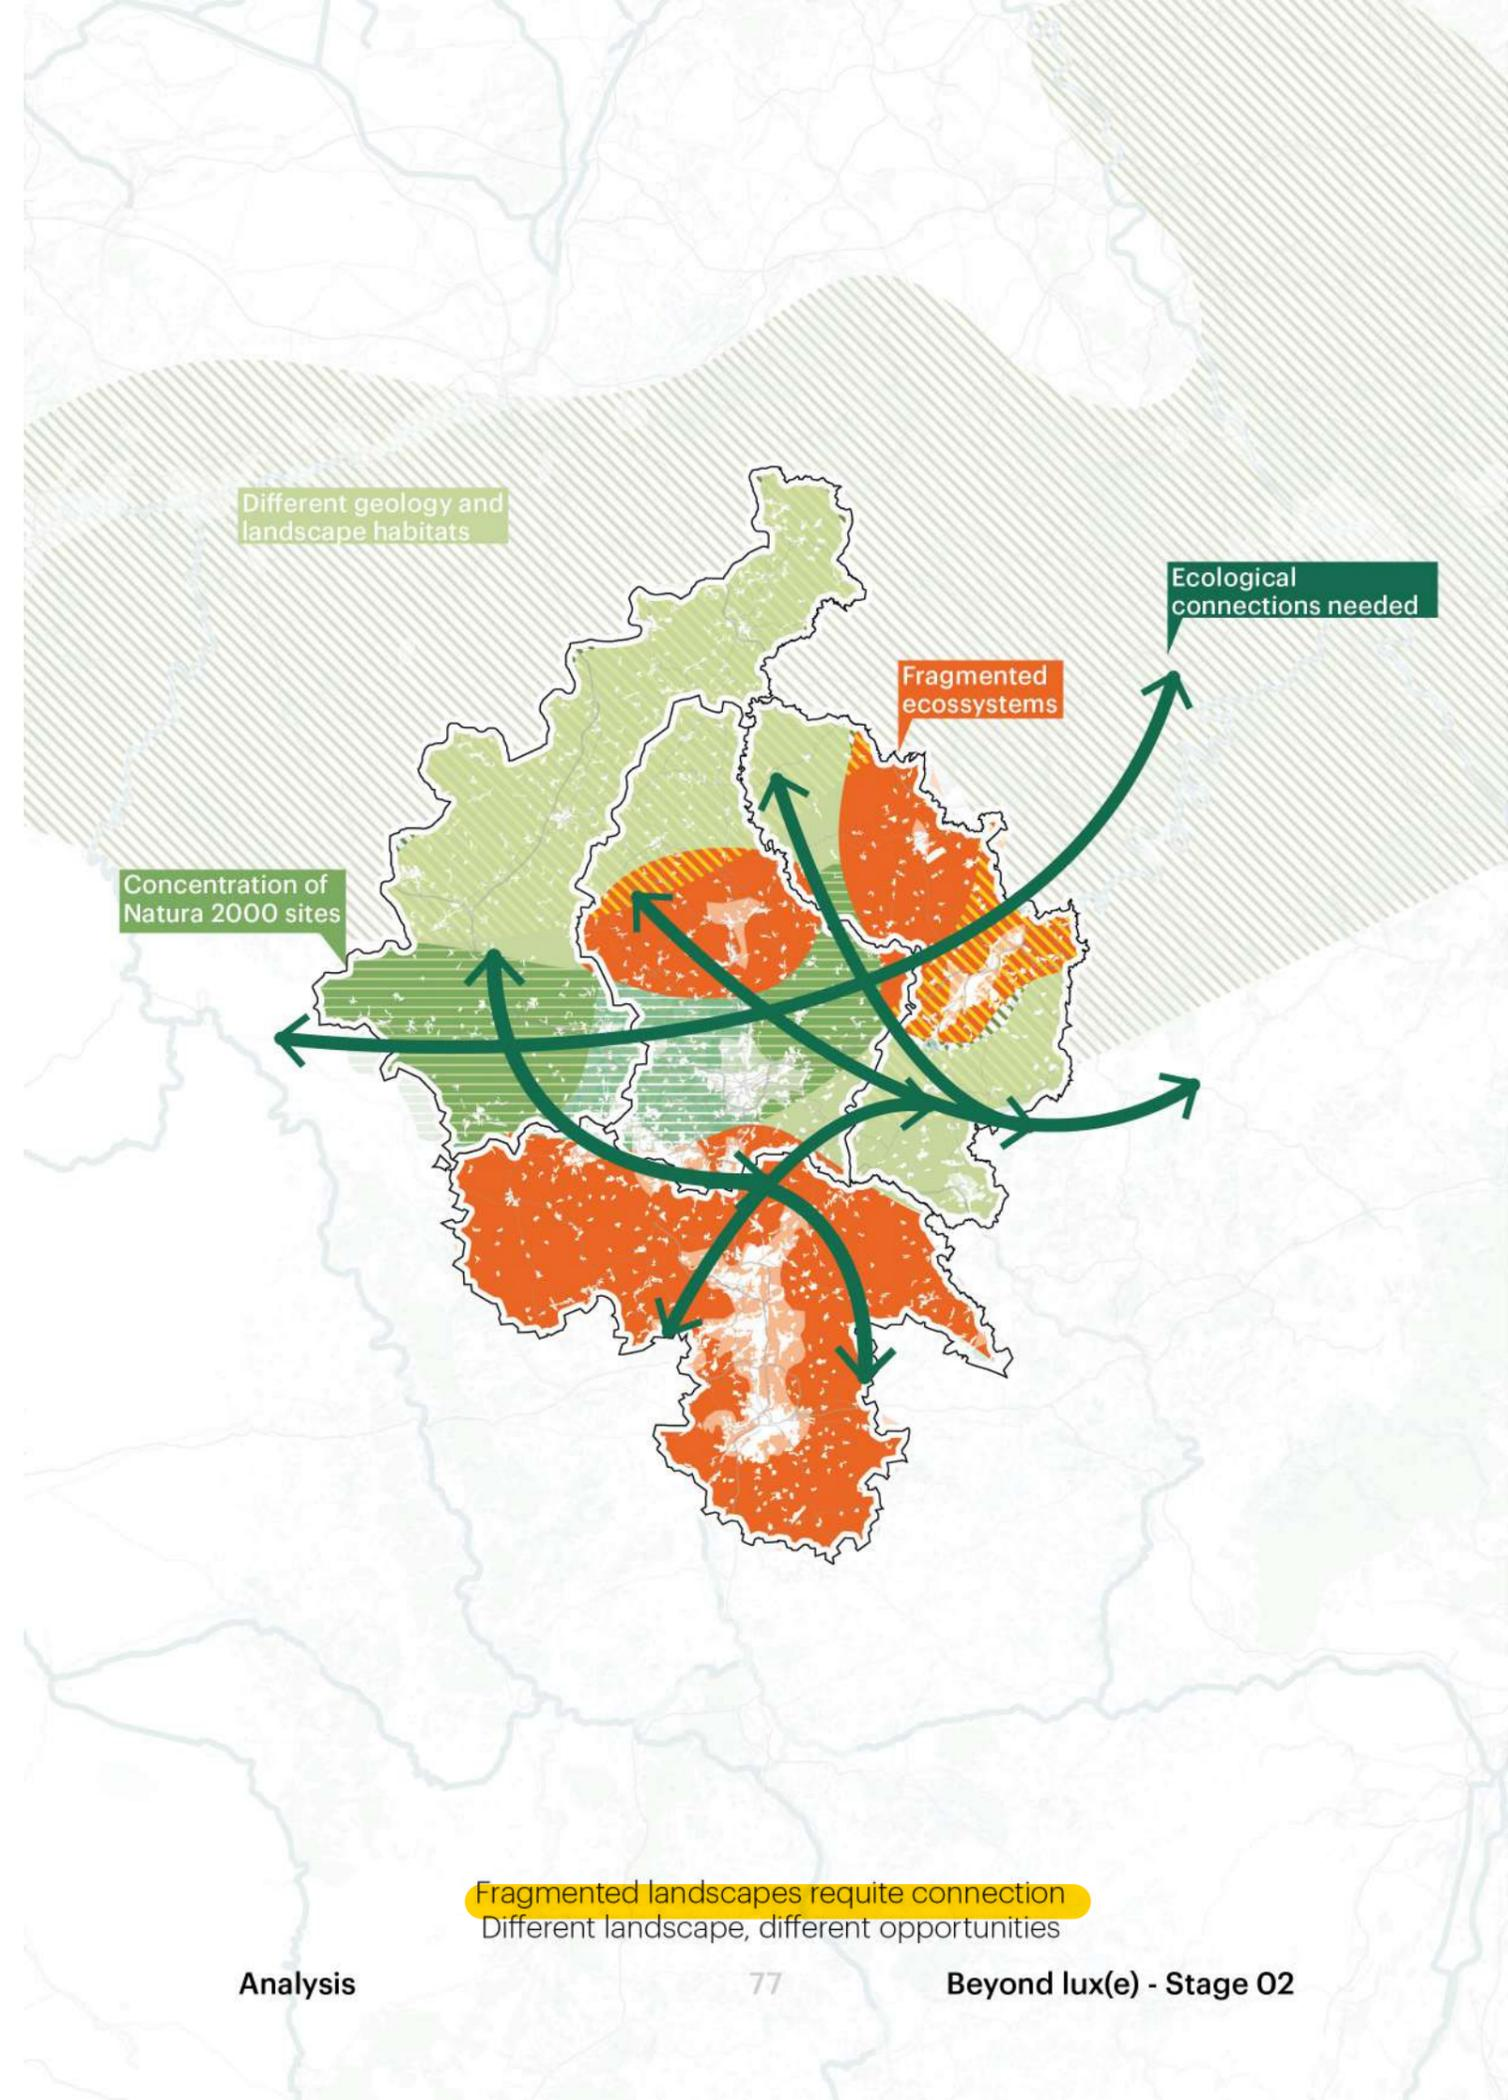 Different geology and
landscape habitats
Ecological
connections needed
Fragmented
ecossystems
Concentration of
Natura 2000 sites
Fragmented landscapes requite connection
Different landscape, different opportunities
Analysis
77
Beyond lux(e) - Stage 02